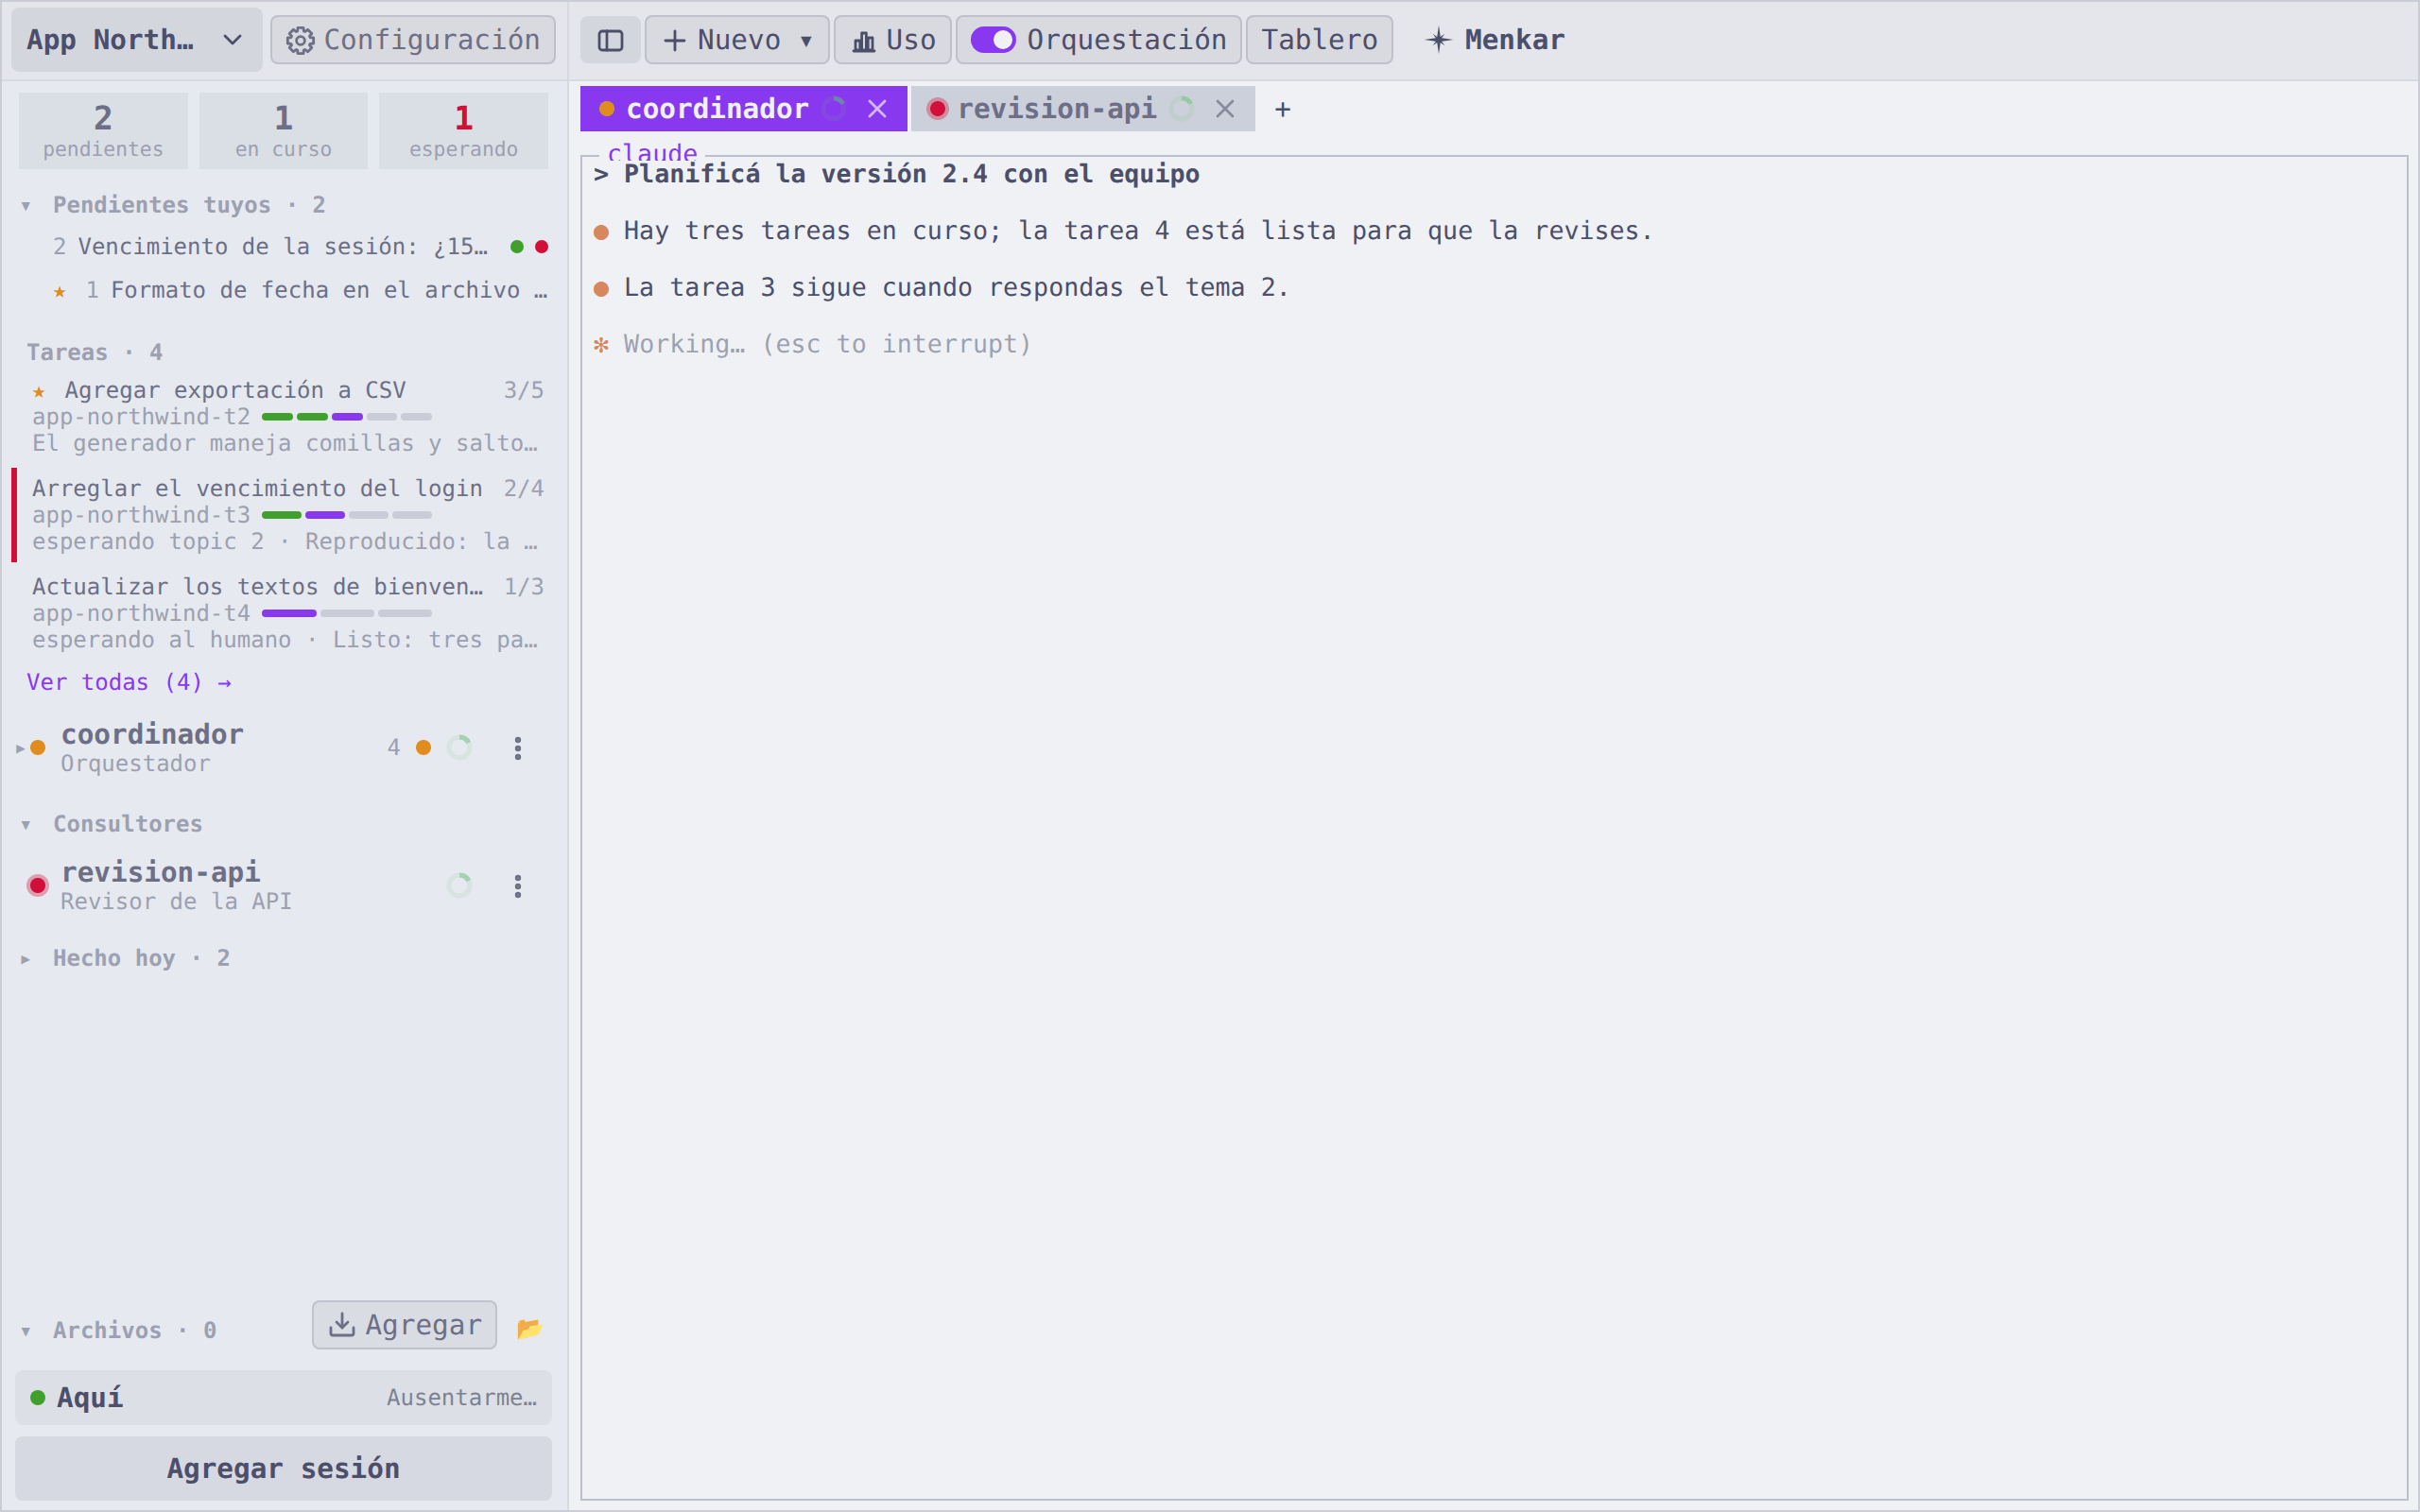 App North…
Configuración
Nuevo
Uso
Orquestación
Tablero
Menkar
2
pendientes
1
en curso
1
esperando
Pendientes tuyos · 2
2 Vencimiento de la sesión: ¿15…
★ 1 Formato de fecha en el archivo …
Tareas · 4
★ Agregar exportación a CSV 3/5
app-northwind-t2
El generador maneja comillas y salto…
Arreglar el vencimiento del login 2/4
app-northwind-t3
esperando topic 2 · Reproducido: la …
Actualizar los textos de bienven… 1/3
app-northwind-t4
esperando al humano · Listo: tres pa…
Ver todas (4) →
coordinador 4
Orquestador
Consultores
revision-api
Revisor de la API
Hecho hoy · 2
Archivos · 0
Agregar
Aquí
Ausentarme…
Agregar sesión
coordinador
revision-api
+
claude
> Planificá la versión 2.4 con el equipo
● Hay tres tareas en curso; la tarea 4 está lista para que la revises.
● La tarea 3 sigue cuando respondas el tema 2.
✻ Working… (esc to interrupt)